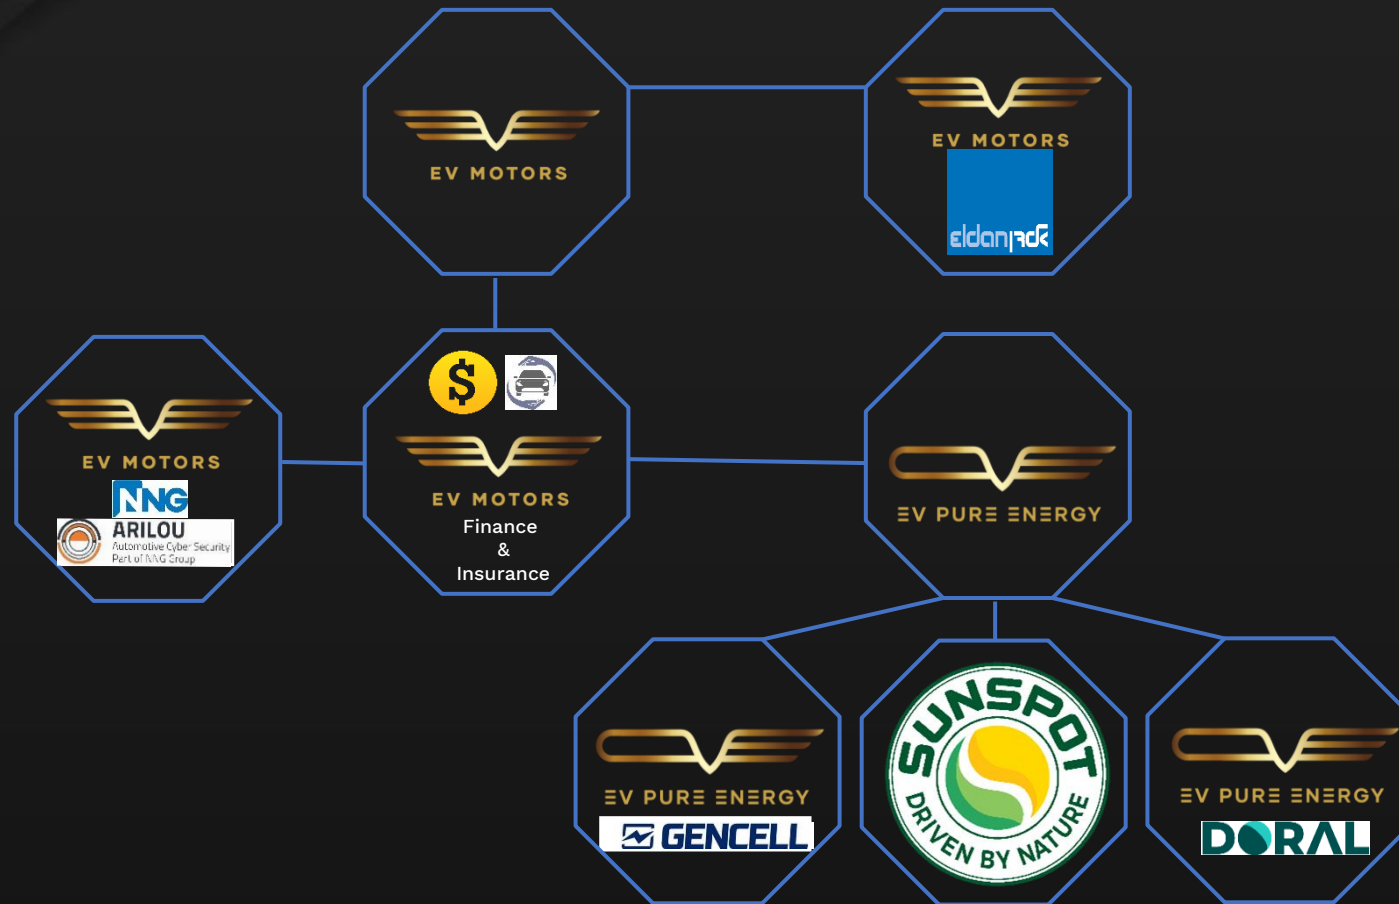 EV MOTORS
EV MOTORS
eldan אלדן
$
EV MOTORS
NNG
ARILOU
Automotive Cyber Security
Part of NNG Group
EV MOTORS
Finance
&
Insurance
EV PURE ENERGY
EV PURE ENERGY
GENCELL
SUNSPOT
DRIVEN BY NATURE
EV PURE ENERGY
DORAL